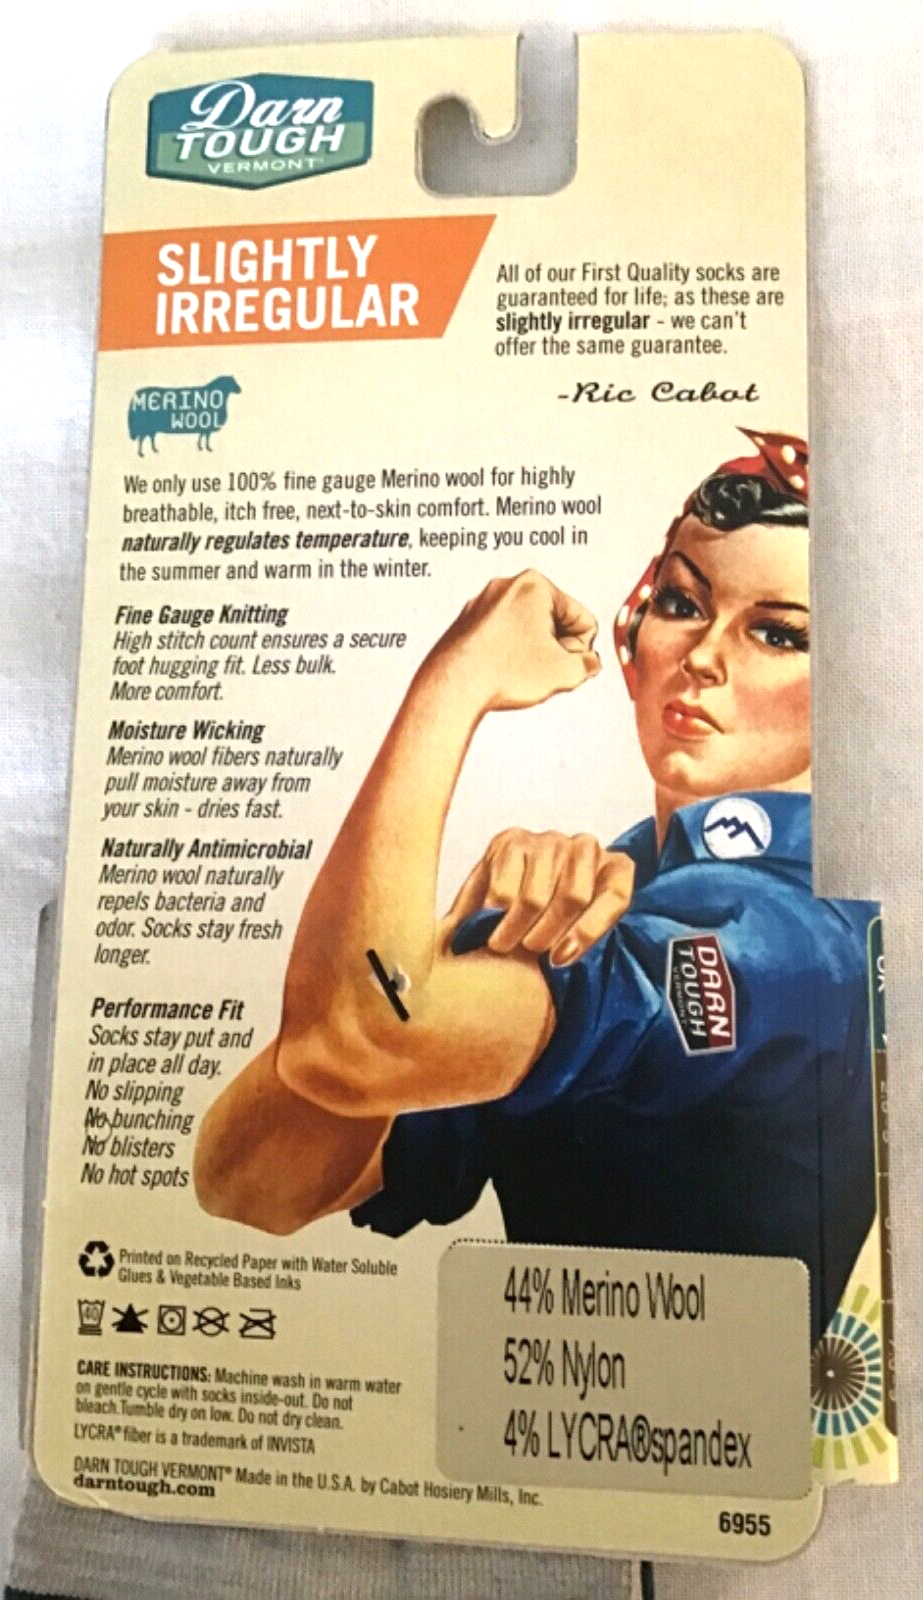 Darn
TOUGH
VERMONT
SLIGHTLY
IRREGULAR
All of our First Quality socks are
guaranteed for life; as these are
slightly irregular - we can't
offer the same guarantee.
-Ric Cabot
MERINO
WOOL
We only use 100% fine gauge Merino wool for highly
breathable, itch free, next-to-skin comfort. Merino wool
naturally regulates temperature, keeping you cool in
the summer and warm in the winter.
Fine Gauge Knitting
High stitch count ensures a secure
foot hugging fit. Less bulk.
More comfort.
Moisture Wicking
Merino wool fibers naturally
pull moisture away from
your skin - dries fast.
Naturally Antimicrobial
Merino wool naturally
repels bacteria and
odor. Socks stay fresh
longer.
DARN
TOUGH
VERMONT
Performance Fit
Socks stay put and
in place all day.
No slipping
No bunching
No blisters
No hot spots
Printed on Recycled Paper with Water Soluble
Glues & Vegetable Based Inks
40
CARE INSTRUCTIONS: Machine wash in warm water
on gentle cycle with socks inside-out. Do not
bleach.Tumble dry on low. Do not dry clean.
LYCRA® fiber is a trademark of INVISTA
DARN TOUGH VERMONT® Made in the U.S.A. by Cabot Hosiery Mills, Inc.
darntough.com
44% Merino Wool
52% Nylon
4% LYCRA®spandex
6955